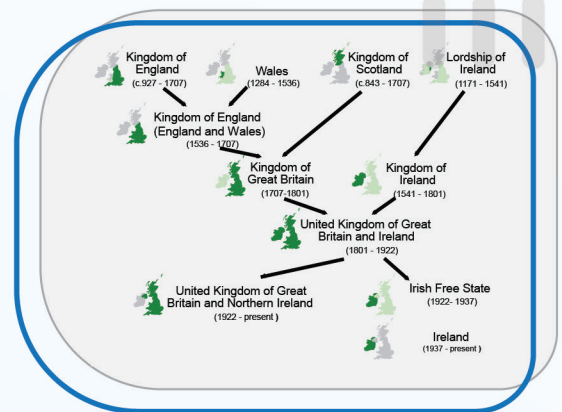 Kingdom of
England
(c.927 - 1707)
Wales
(1284 - 1536)
Kingdom of
Scotland
(c.843 - 1707)
Lordship of
Ireland
(1171 - 1541)
Kingdom of England
(England and Wales)
(1536 - 1707)
Kingdom of
Great Britain
(1707-1801)
Kingdom of
Ireland
(1541 - 1801)
United Kingdom of Great
Britain and Ireland
(1801 - 1922)
United Kingdom of Great
Britain and Northern Ireland
(1922 - present )
Irish Free State
(1922- 1937)
Ireland
(1937 - present )